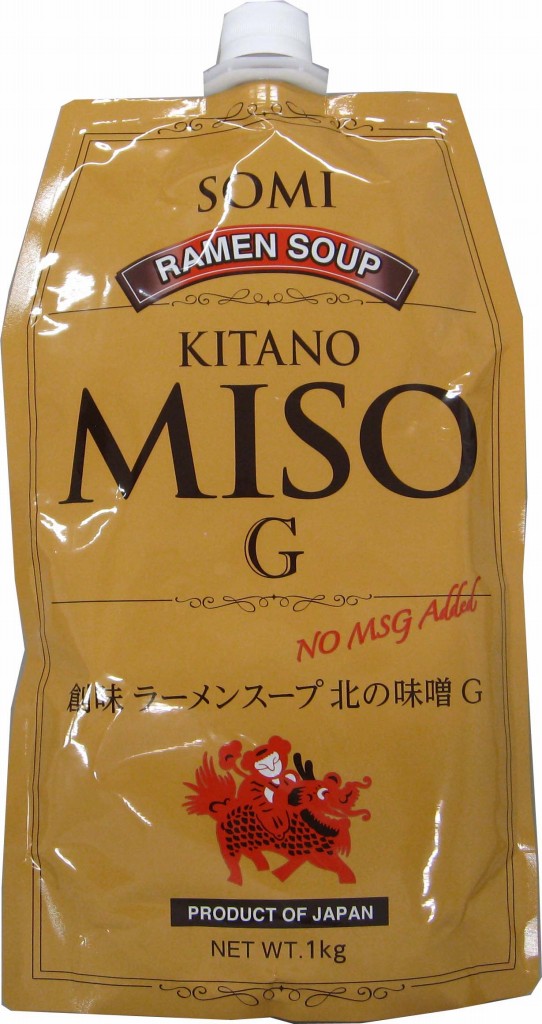 SOMI
RAMEN SOUP
KITANO
MISO
G
NO MSG Added
創味 ラーメンスープ 北の味噌 G
PRODUCT OF JAPAN
NET WT.1kg